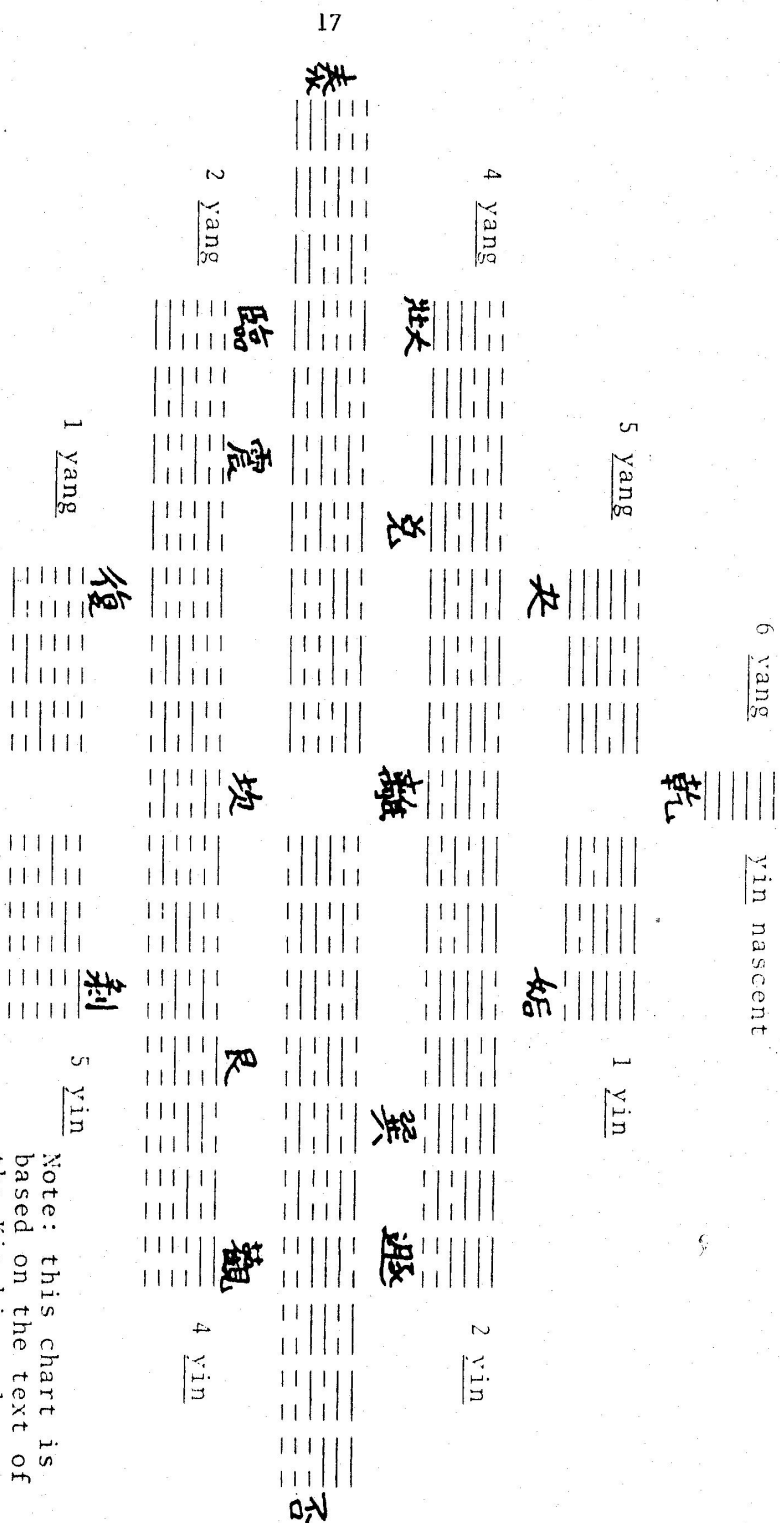 17
6 yang
yin nascent
乾
5 yang
1 yin
夬
姤
4 yang
2 yin
大壯
兌
離
巽
遯
泰
否
2 yang
臨
震
坎
艮
觀
4 yin
1 yang
復
剝
5 yin
Note: this chart is
based on the text of